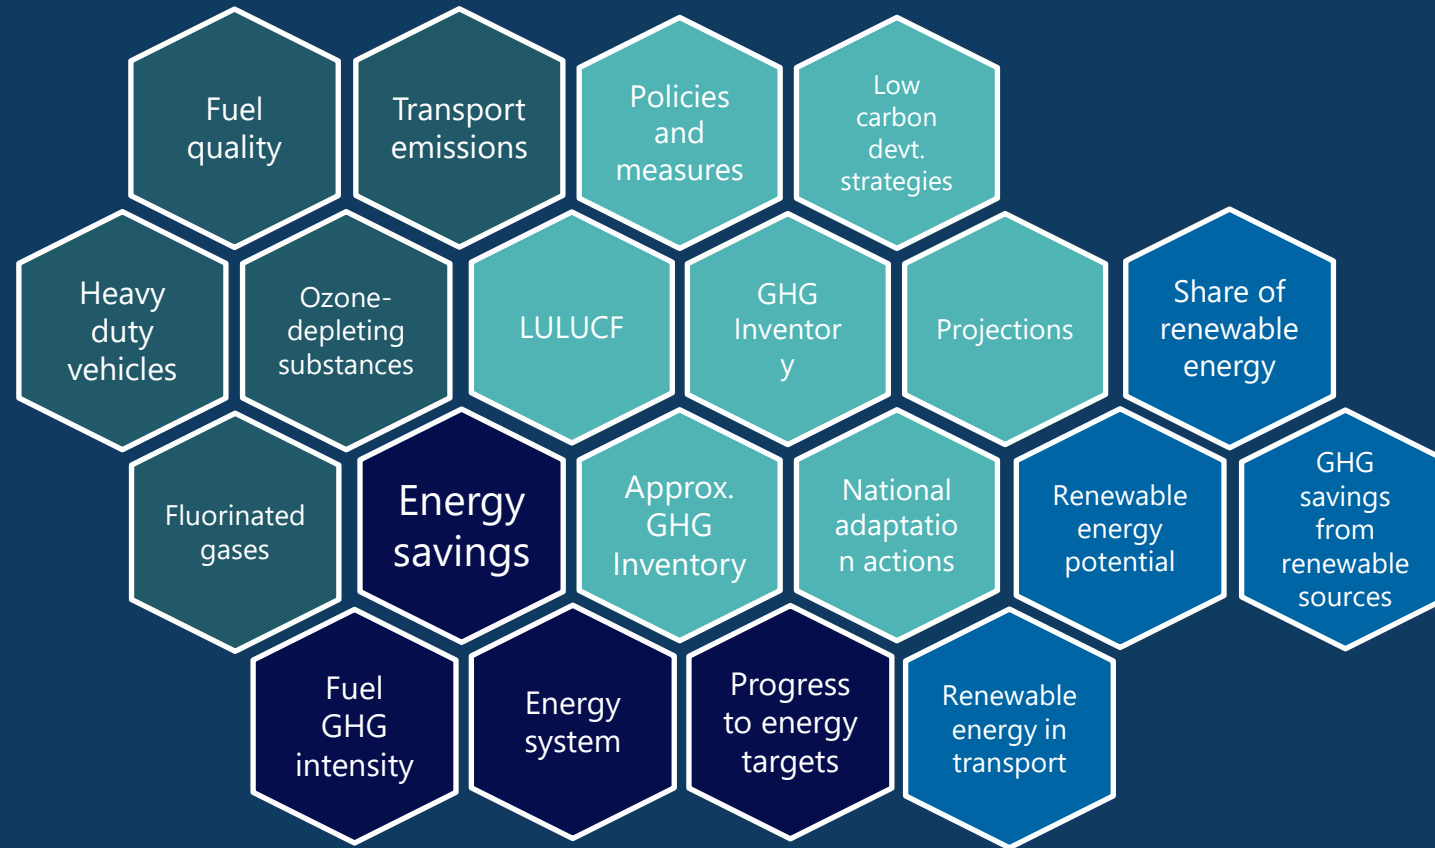 Fuel
quality
Transport
emissions
Policies
and
measures
Low
carbon
devt.
strategies
Heavy
duty
vehicles
Ozone-
depleting
substances
LULUCF
GHG
Inventor
y
Projections
Share of
renewable
energy
Fluorinated
gases
Energy
savings
Approx.
GHG
Inventory
National
adaptatio
n actions
Renewable
energy
potential
GHG
savings
from
renewable
sources
Fuel
GHG
intensity
Energy
system
Progress
to energy
targets
Renewable
energy in
transport